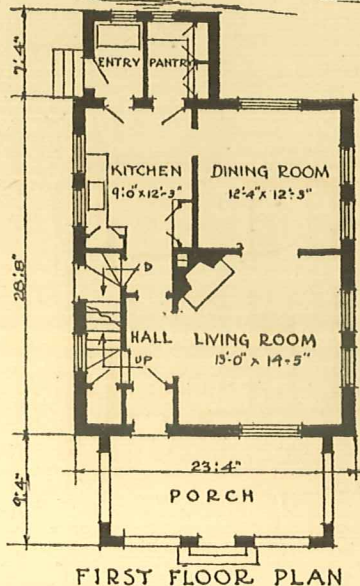 7'-4"
ENTRY PANTRY
KITCHEN
9'-0" x 12'-3"
DINING ROOM
12'-4" x 12'-3"
28'-8"
D
HALL
UP
LIVING ROOM
13'-0" x 14'-5"
23'-4"
9'-4"
PORCH
FIRST FLOOR PLAN